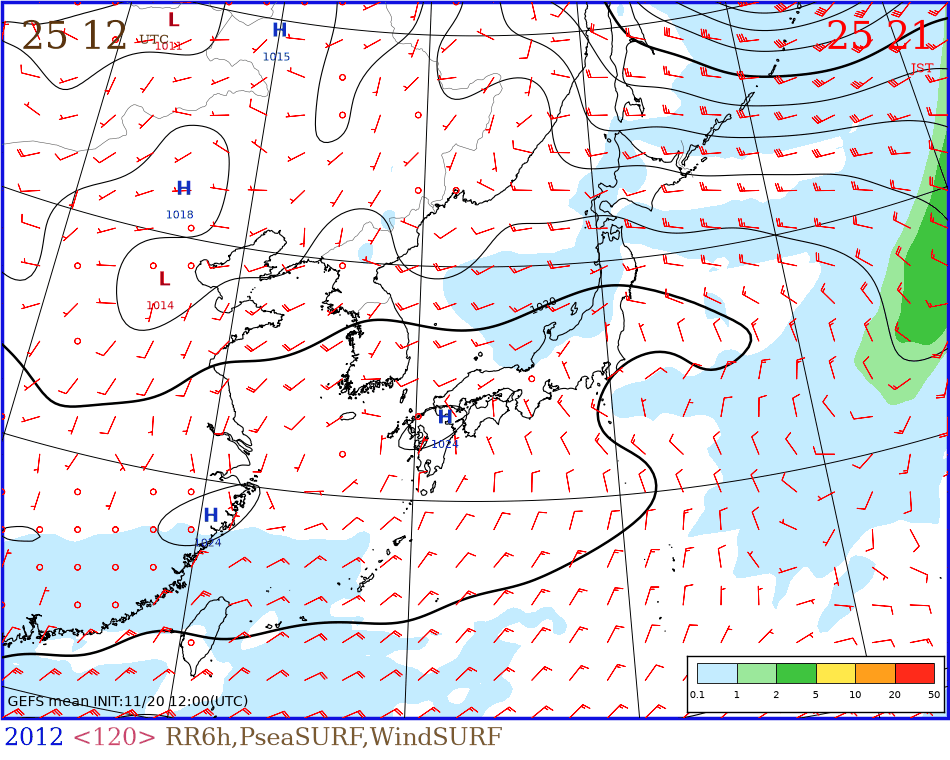 25 12 UTC
25 21
JST
L
1011
H
1015
H
1018
L
1014
1020
H
1024
H
1024
GEFS mean INIT:11/20 12:00(UTC)
0.1 1 2 5 10 20 50
2012 <120> RR6h,PseaSURF,WindSURF